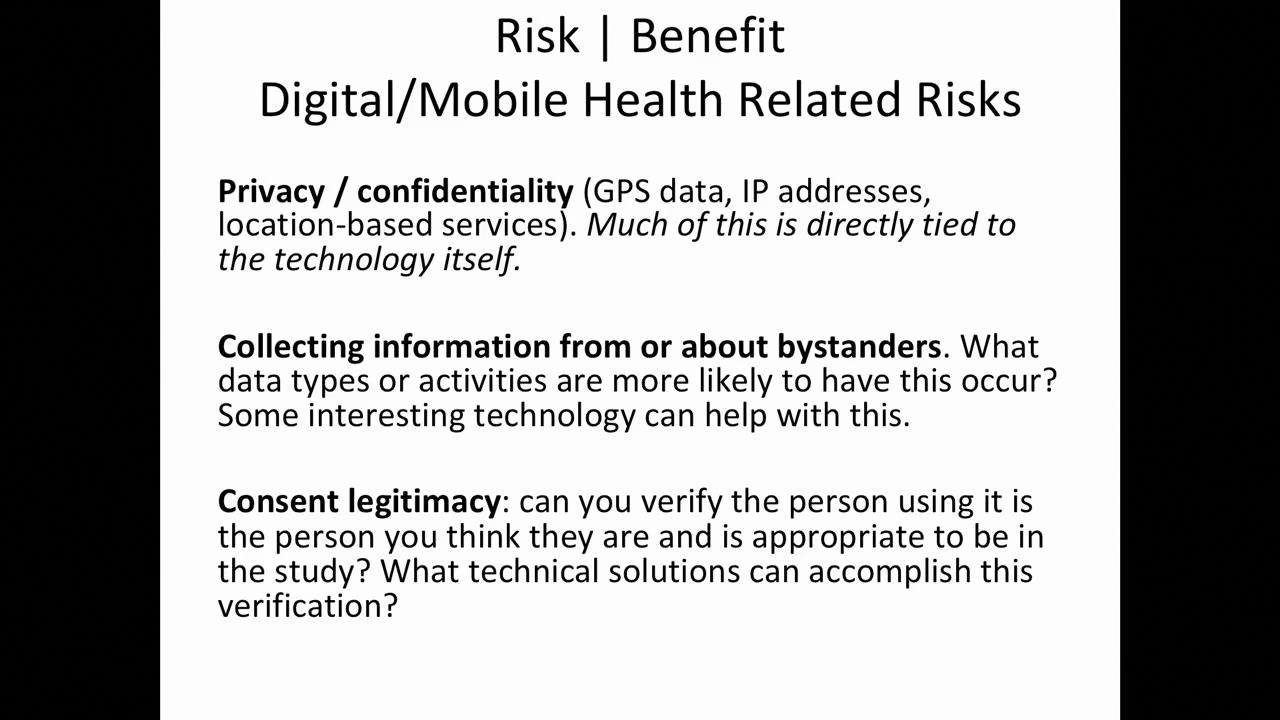 Risk | Benefit
Digital/Mobile Health Related Risks
Privacy / confidentiality (GPS data, IP addresses,
location-based services). Much of this is directly tied to
the technology itself.
Collecting information from or about bystanders. What
data types or activities are more likely to have this occur?
Some interesting technology can help with this.
Consent legitimacy: can you verify the person using it is
the person you think they are and is appropriate to be in
the study? What technical solutions can accomplish this
verification?